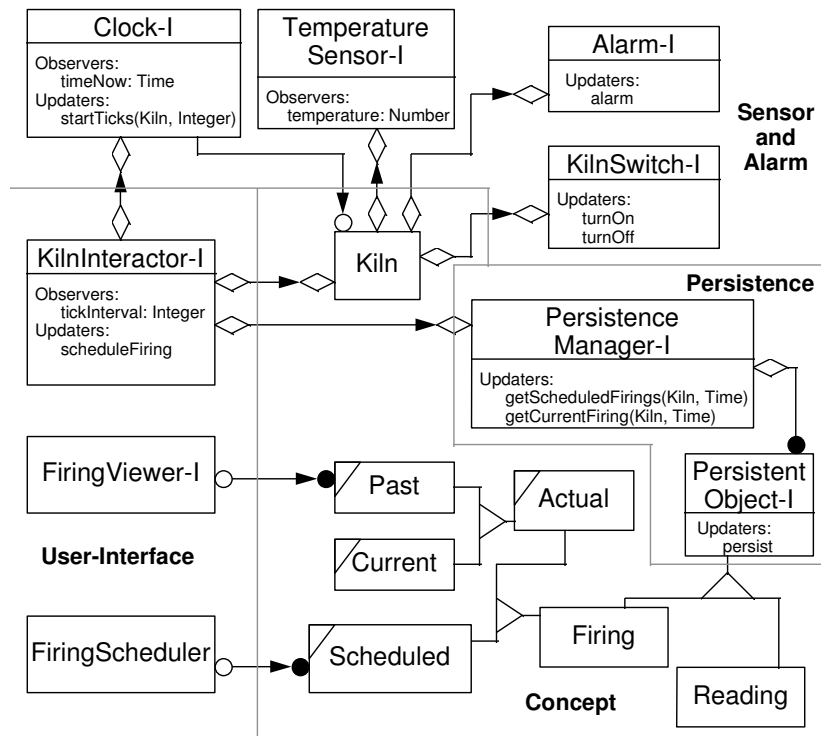 Clock-I
Observers:
timeNow: Time
Updaters:
startTicks(Kiln, Integer)
Temperature
Sensor-I
Observers:
temperature: Number
Alarm-I
Updaters:
alarm
Sensor
and
Alarm
KilnSwitch-I
Updaters:
turnOn
turnOff
KilnInteractor-I
Observers:
tickInterval: Integer
Updaters:
scheduleFiring
Kiln
Persistence
Persistence
Manager-I
Updaters:
getScheduledFirings(Kiln, Time)
getCurrentFiring(Kiln, Time)
FiringViewer-I
Past
Actual
Persistent
Object-I
Updaters:
persist
User-Interface
Current
FiringScheduler
Scheduled
Firing
Reading
Concept